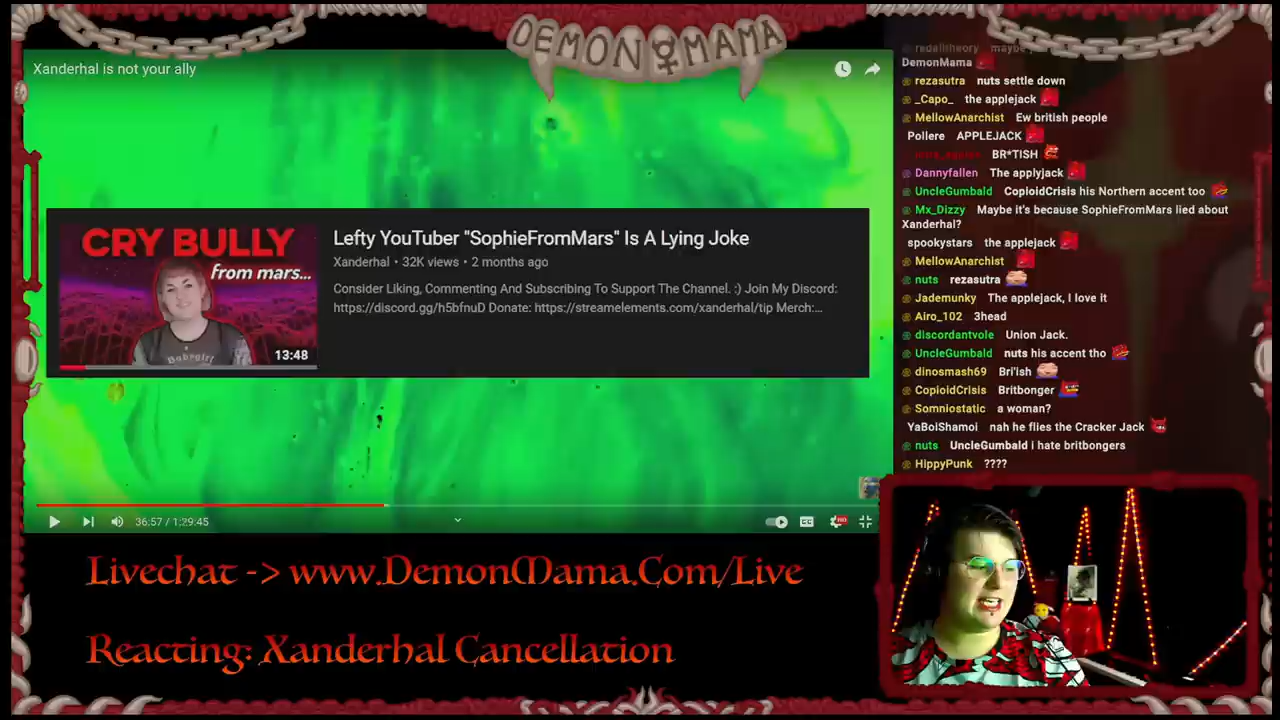 DEMON MAMA
Xanderhal is not your ally
CRY BULLY
from mars...
Babygirl
13:48
Lefty YouTuber "SophieFromMars" Is A Lying Joke
Xanderhal • 32K views • 2 months ago
Consider Liking, Commenting And Subscribing To Support The Channel. :) Join My Discord:
https://discord.gg/h5bfnuD Donate: https://streamelements.com/xanderhal/tip Merch:...
36:57 / 1:29:45
CC
HD
redalltheory maybe
DemonMama
rezasutra nuts settle down
_Capo_ the applejack
MellowAnarchist Ew british people
Pollere APPLEJACK
BR*TISH
Dannyfallen The applyjack
UncleGumbald CopioidCrisis his Northern accent too
Mx_Dizzy Maybe it's because SophieFromMars lied about
Xanderhal?
spookystars the applejack
MellowAnarchist
nuts rezasutra
Jademunky The applejack, I love it
Airo_102 3head
discordantvole Union Jack.
UncleGumbald nuts his accent tho
dinosmash69 Bri'ish
CopioidCrisis Britbonger
Somniostatic a woman?
YaBoiShamoi nah he flies the Cracker Jack
nuts UncleGumbald i hate britbongers
HippyPunk ????
Livechat -> www.DemonMama.Com/Live
Reacting: Xanderhal Cancellation